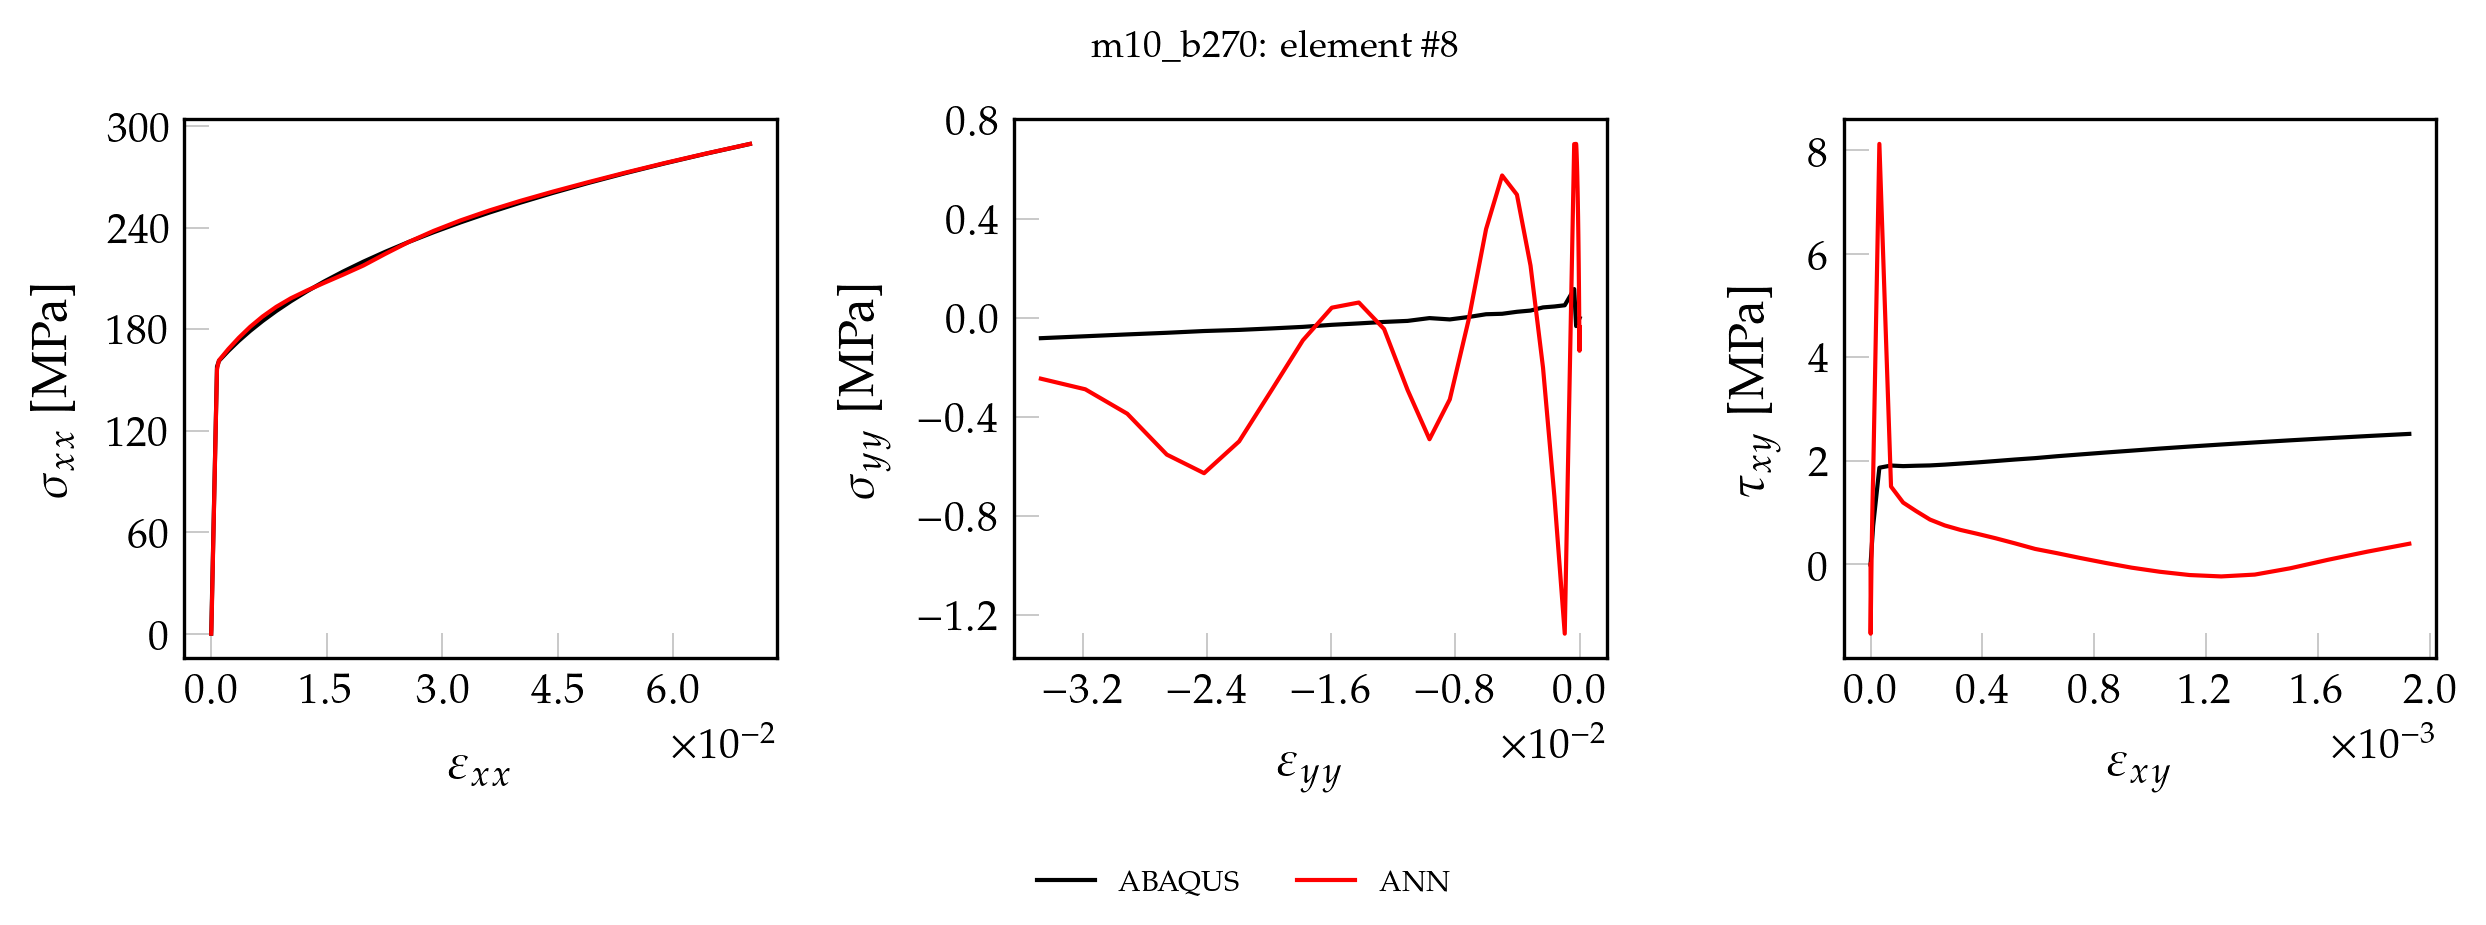 m10_b270: element #8
300
240
180
120
60
0
σxx [MPa]
0.0 1.5 3.0 4.5 6.0
×10−2
εxx
0.8
0.4
0.0
−0.4
−0.8
−1.2
σyy [MPa]
−3.2 −2.4 −1.6 −0.8 0.0
×10−2
εyy
8
6
4
2
0
τxy [MPa]
0.0 0.4 0.8 1.2 1.6 2.0
×10−3
εxy
ABAQUS ANN